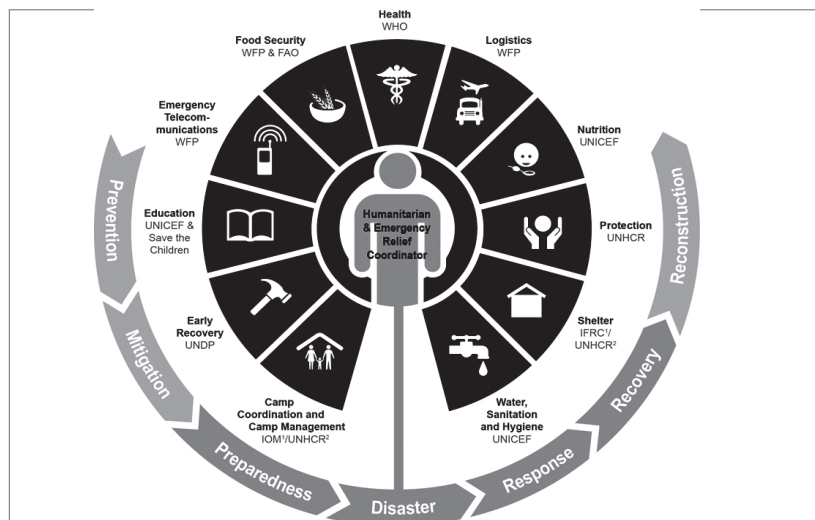 Health
WHO
Logistics
WFP
Nutrition
UNICEF
Protection
UNHCR
Shelter
IFRC¹/
UNHCR²
Water,
Sanitation
and Hygiene
UNICEF
Camp
Coordination and
Camp Management
IOM¹/UNHCR²
Early
Recovery
UNDP
Education
UNICEF &
Save the
Children
Emergency
Telecom-
munications
WFP
Food Security
WFP & FAO
Humanitarian
& Emergency
Relief
Coordinator
Prevention
Mitigation
Preparedness
Disaster
Response
Recovery
Reconstruction